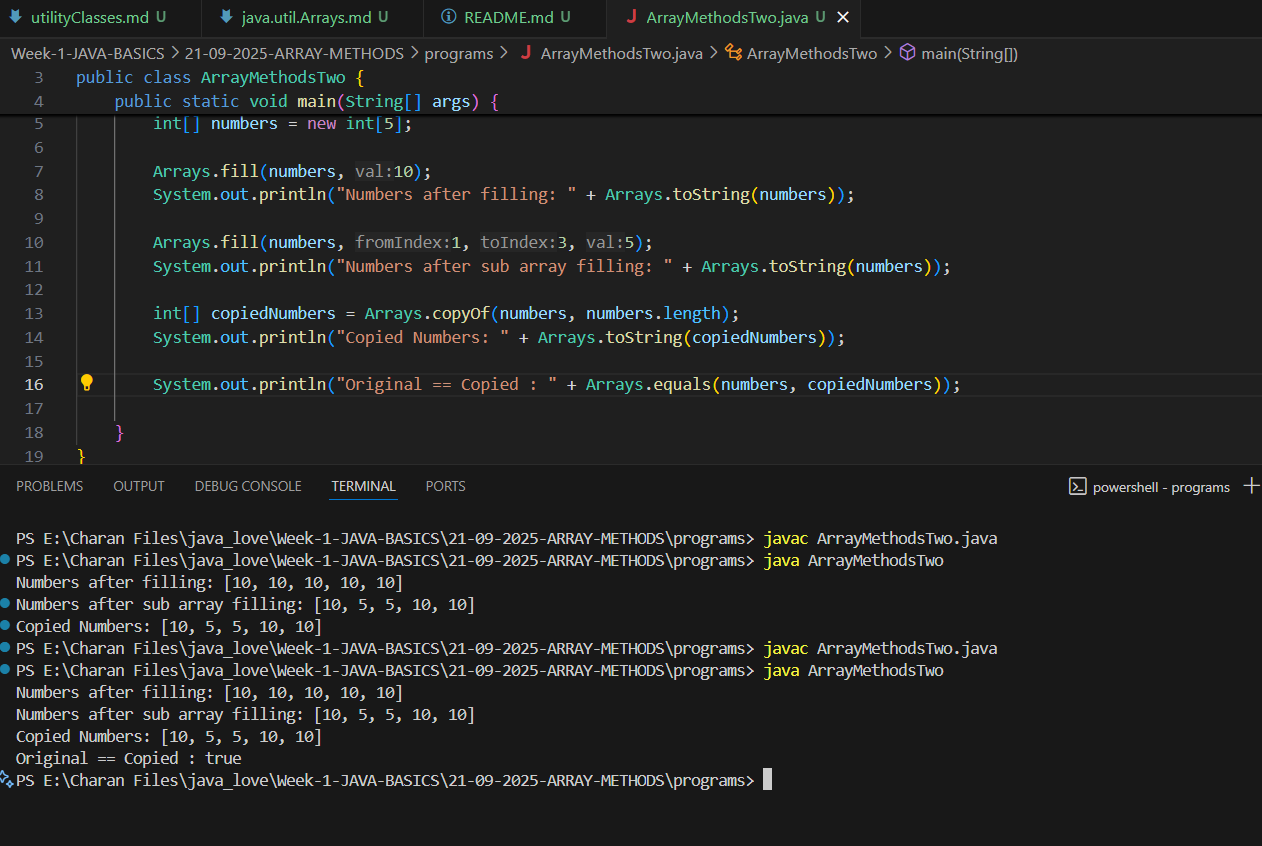 utilityClasses.md U java.util.Arrays.md U README.md U ArrayMethodsTwo.java U
Week-1-JAVA-BASICS > 21-09-2025-ARRAY-METHODS > programs > ArrayMethodsTwo.java > ArrayMethodsTwo > main(String[])
3 public class ArrayMethodsTwo {
4 public static void main(String[] args) {
5 int[] numbers = new int[5];
6
7 Arrays.fill(numbers, val:10);
8 System.out.println("Numbers after filling: " + Arrays.toString(numbers));
9
10 Arrays.fill(numbers, fromIndex:1, toIndex:3, val:5);
11 System.out.println("Numbers after sub array filling: " + Arrays.toString(numbers));
12
13 int[] copiedNumbers = Arrays.copyOf(numbers, numbers.length);
14 System.out.println("Copied Numbers: " + Arrays.toString(copiedNumbers));
15
16 System.out.println("Original == Copied : " + Arrays.equals(numbers, copiedNumbers));
17
18 }
19 }
PROBLEMS OUTPUT DEBUG CONSOLE TERMINAL PORTS powershell - programs
PS E:\Charan Files\java_love\Week-1-JAVA-BASICS\21-09-2025-ARRAY-METHODS\programs> javac ArrayMethodsTwo.java
PS E:\Charan Files\java_love\Week-1-JAVA-BASICS\21-09-2025-ARRAY-METHODS\programs> java ArrayMethodsTwo
Numbers after filling: [10, 10, 10, 10, 10]
Numbers after sub array filling: [10, 5, 5, 10, 10]
Copied Numbers: [10, 5, 5, 10, 10]
PS E:\Charan Files\java_love\Week-1-JAVA-BASICS\21-09-2025-ARRAY-METHODS\programs> javac ArrayMethodsTwo.java
PS E:\Charan Files\java_love\Week-1-JAVA-BASICS\21-09-2025-ARRAY-METHODS\programs> java ArrayMethodsTwo
Numbers after filling: [10, 10, 10, 10, 10]
Numbers after sub array filling: [10, 5, 5, 10, 10]
Copied Numbers: [10, 5, 5, 10, 10]
Original == Copied : true
PS E:\Charan Files\java_love\Week-1-JAVA-BASICS\21-09-2025-ARRAY-METHODS\programs>